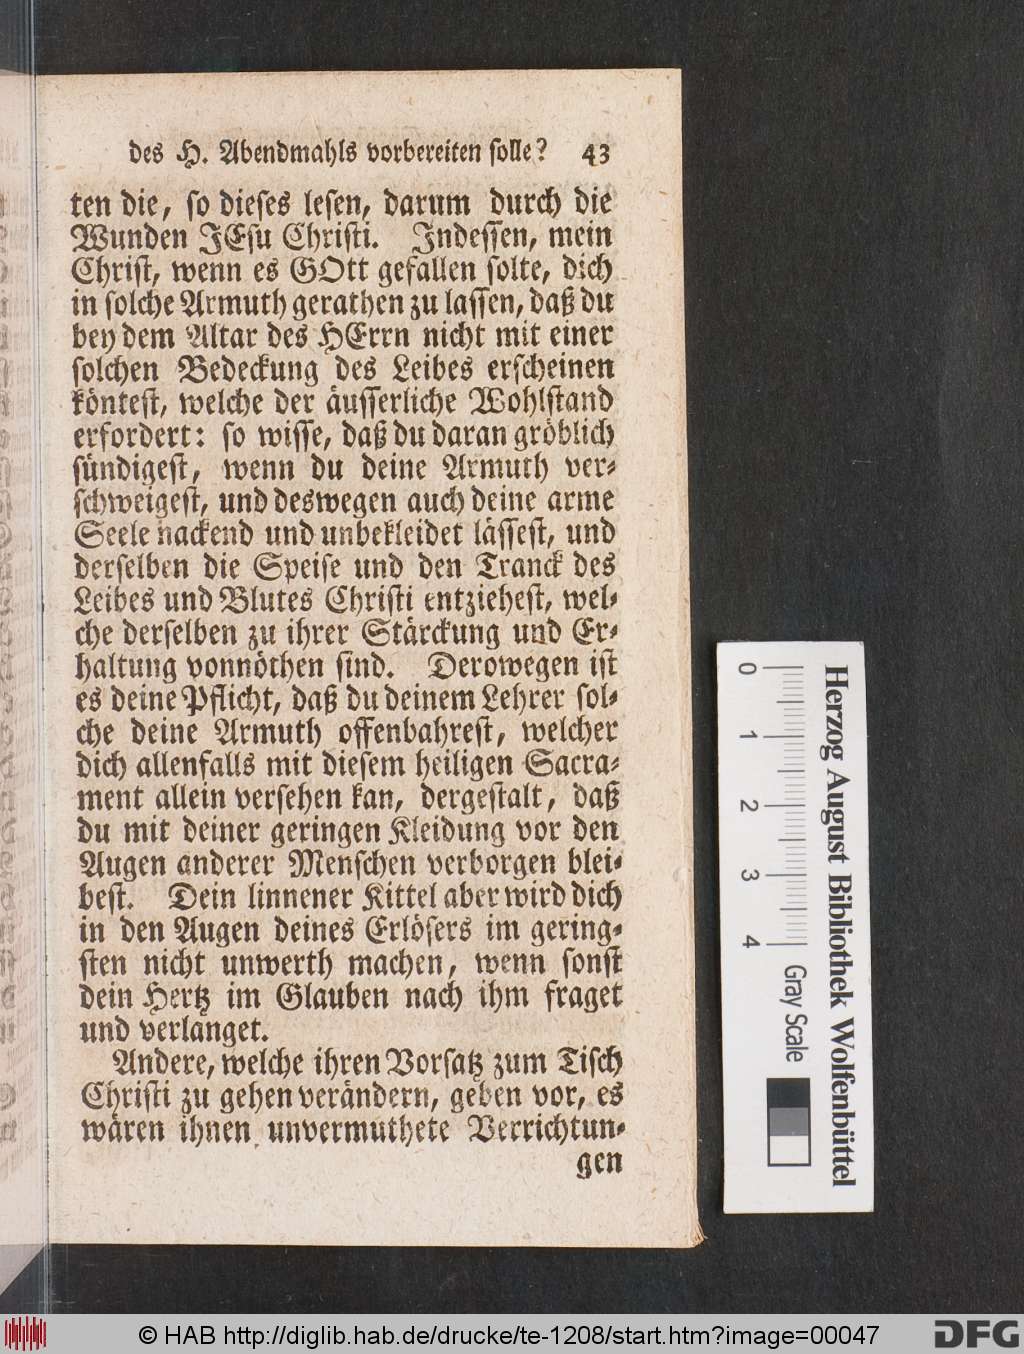 des H. Abendmahls vorbereiten solle? 43
ten die, so dieses lesen, darum durch die
Wunden JEsu Christi. Indessen, mein
Christ, wenn es GOtt gefallen solte, dich
in solche Armuth gerathen zu lassen, daß du
bey dem Altar des HErrn nicht mit einer
solchen Bedeckung des Leibes erscheinen
köntest, welche der äusserliche Wohlstand
erfordert: so wisse, daß du daran gröblich
sündigest, wenn du deine Armuth ver-
schweigest, und deswegen auch deine arme
Seele nackend und unbekleidet lässest, und
derselben die Speise und den Tranck des
Leibes und Blutes Christi entziehest, wel-
che derselben zu ihrer Stärckung und Er-
haltung vonnöthen sind. Derowegen ist
es deine Pflicht, daß du deinem Lehrer sol-
che deine Armuth offenbahrest, welcher
dich allenfalls mit diesem heiligen Sacra-
ment allein versehen kan, dergestalt, daß
du mit deiner geringen Kleidung vor den
Augen anderer Menschen verborgen blei-
best. Dein linnener Kittel aber wird dich
in den Augen deines Erlösers im gering-
sten nicht unwerth machen, wenn sonst
dein Hertz im Glauben nach ihm fraget
und verlanget.
Andere, welche ihren Vorsatz zum Tisch
Christi zu gehen verändern, geben vor, es
wären ihnen unvermuthete Verrichtun-
gen
0 1 2 3 4 Gray Scale
Herzog August Bibliothek Wolfenbüttel
© HAB http://diglib.hab.de/drucke/te-1208/start.htm?image=00047
DFG